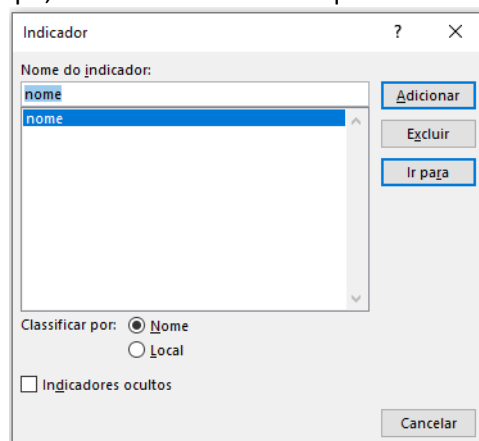 Indicador ? ×
Nome do indicador:
nome
Adicionar
nome
Excluir
Ir para
Classificar por: Nome
Local
Indicadores ocultos
Cancelar